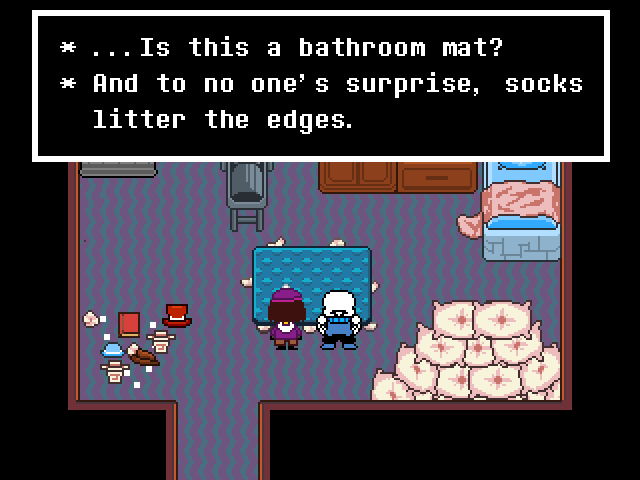 * ...Is this a bathroom mat?
* And to no one's surprise, socks
litter the edges.